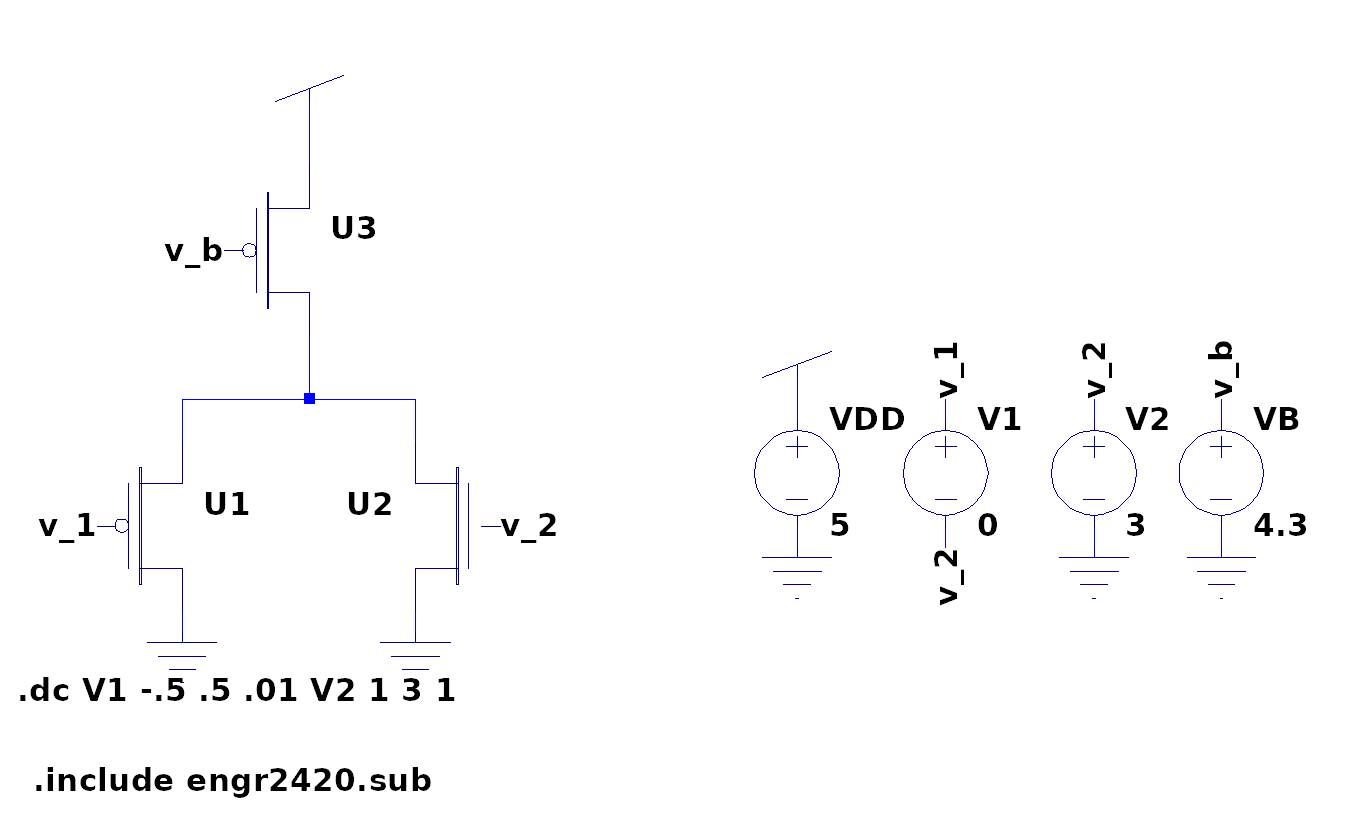 U3
v_b
v_1
U1
U2
v_2
v_1
v_2
v_b
VDD
V1
V2
VB
5
0
3
4.3
v_2
.dc V1 -.5 .5 .01 V2 1 3 1
.include engr2420.sub